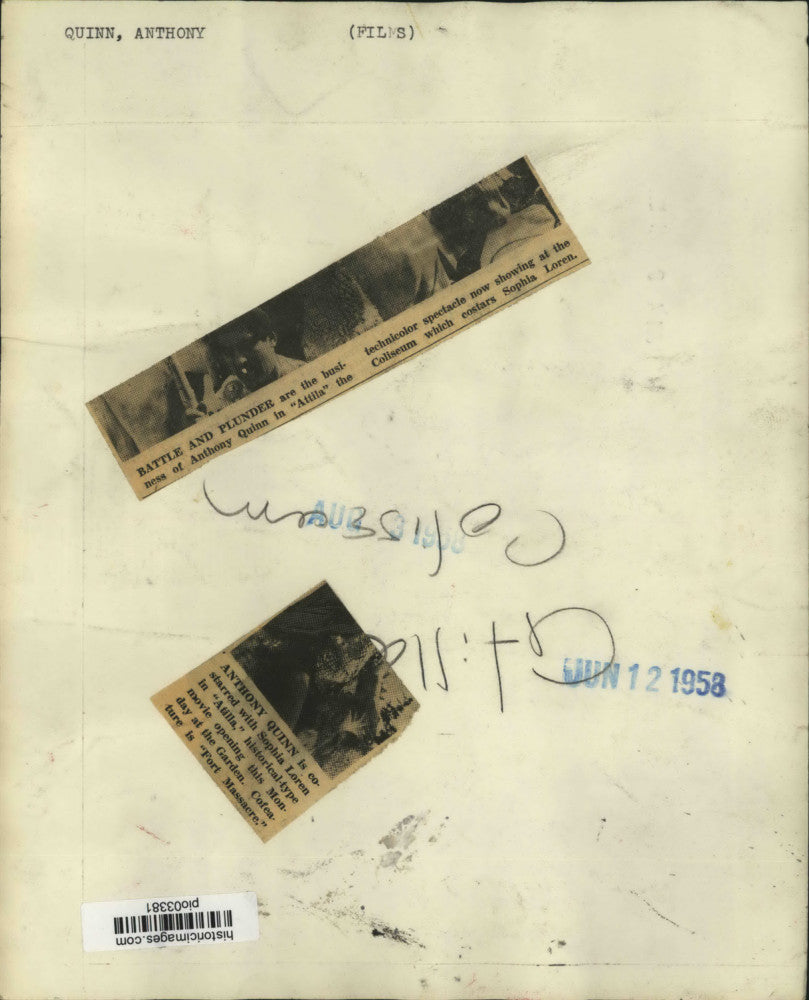 QUINN, ANTHONY (FILMS)
BATTLE AND PLUNDER are the busi-
ness of Anthony Quinn in "Attila" the
technicolor spectacle now showing at the
Coliseum which costars Sophia Loren.
AUG 3 1958
Coliseum
Attila
JUN 12 1958
ANTHONY QUINN is co-
starred with Sophia Loren
in "Attila," historical-type
movie opening this Mon-
day at the Garden. Cofea-
ture is "Fort Massacre."
historicimages.com
pio03381